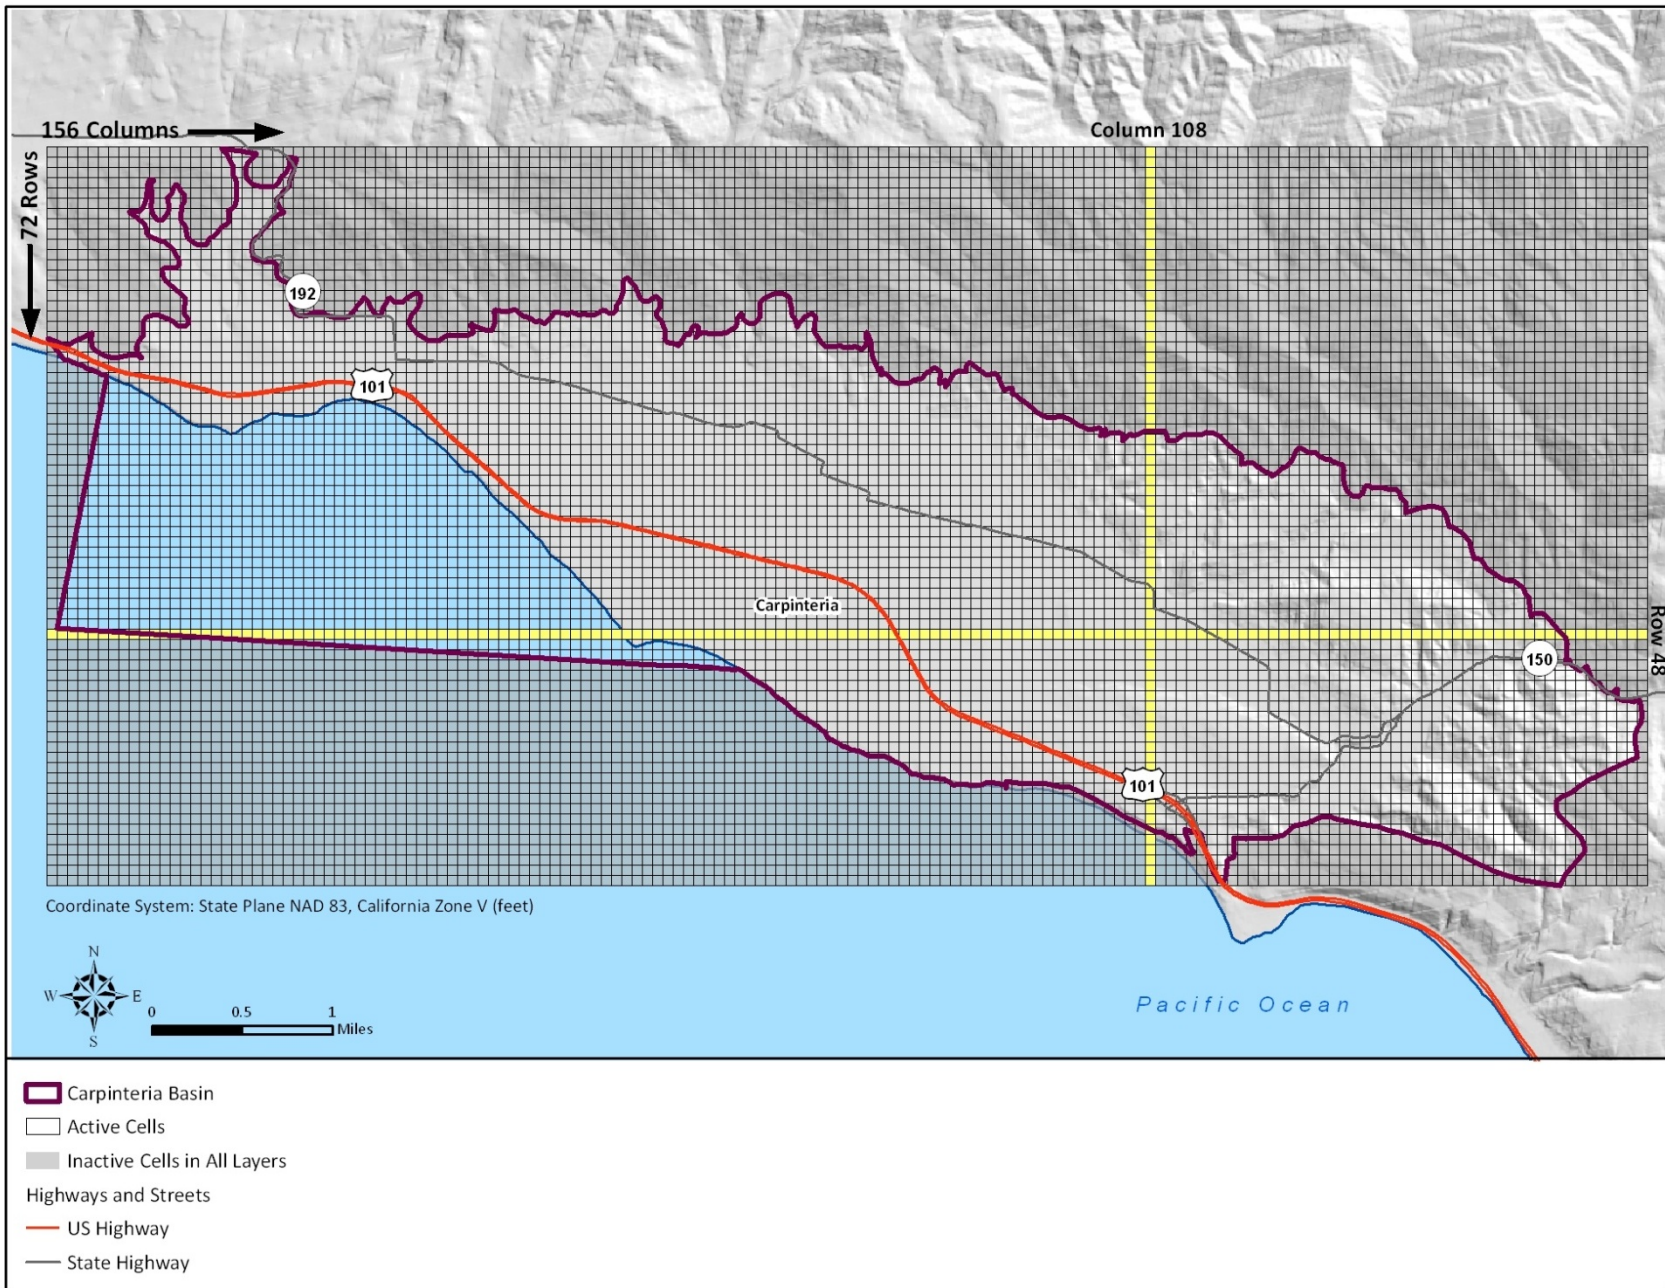 156 Columns
Column 108
72 Rows
192
101
Carpinteria
Row 48
150
101
Coordinate System: State Plane NAD 83, California Zone V (feet)
N
W E
S
0 0.5 1
Miles
Pacific Ocean
Carpinteria Basin
Active Cells
Inactive Cells in All Layers
Highways and Streets
US Highway
State Highway